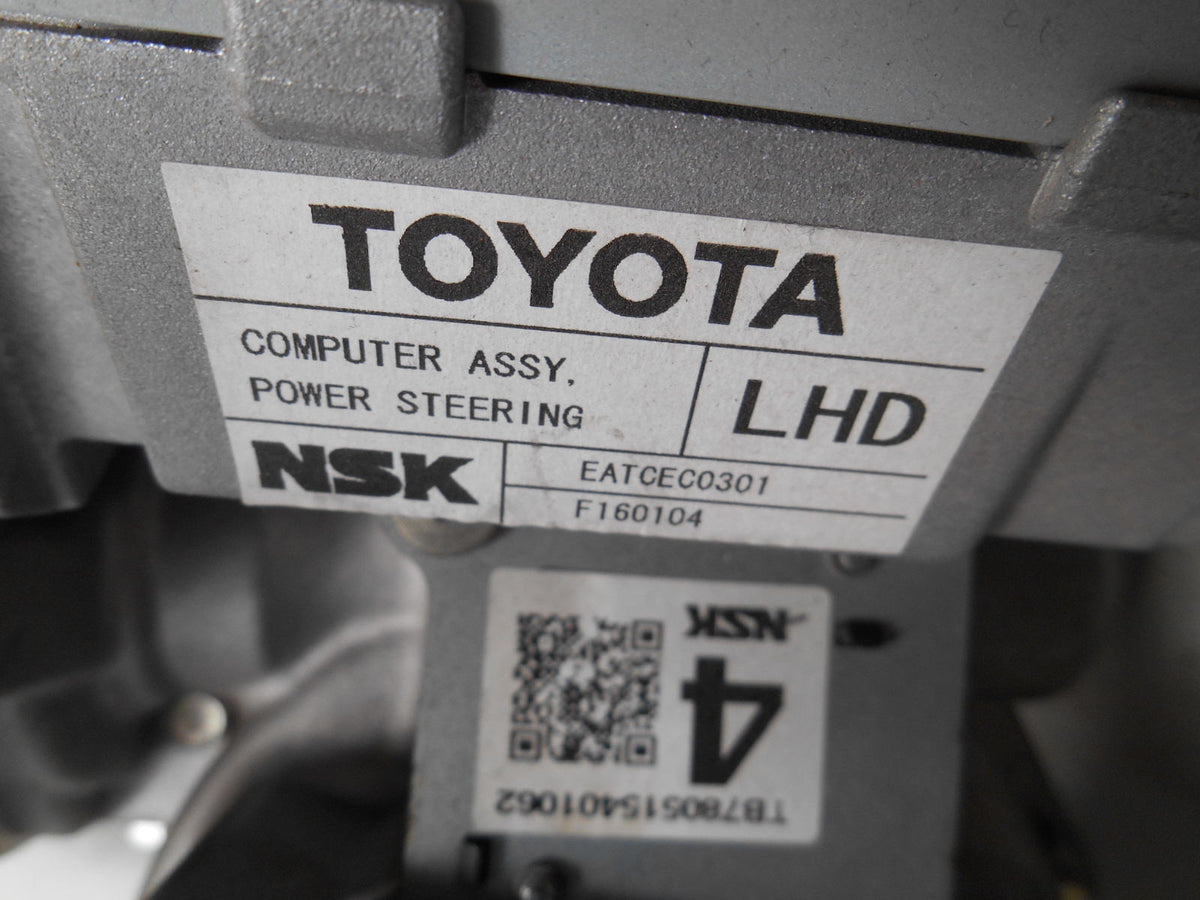 TOYOTA
COMPUTER ASSY,
POWER STEERING
LHD
NSK
EATCEC0301
F160104
NSK
4
TB780515401062